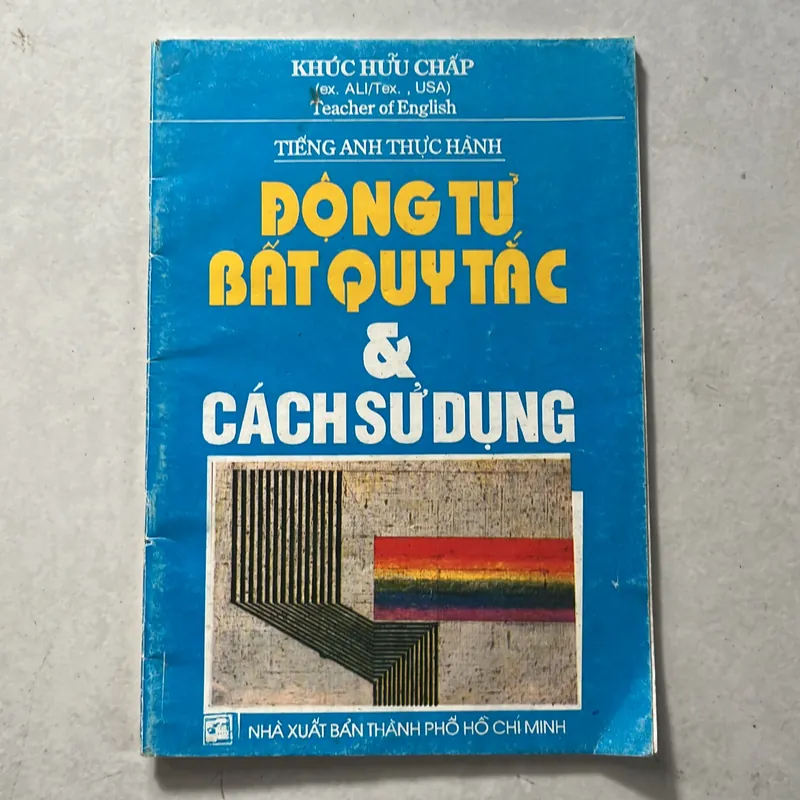 KHÚC HỮU CHẤP
(ex. ALI/Tex. , USA)
Teacher of English
TIẾNG ANH THỰC HÀNH
ĐỘNG TỪ
BẤT QUY TẮC
&
CÁCH SỬ DỤNG
NHÀ XUẤT BẢN THÀNH PHỐ HỒ CHÍ MINH